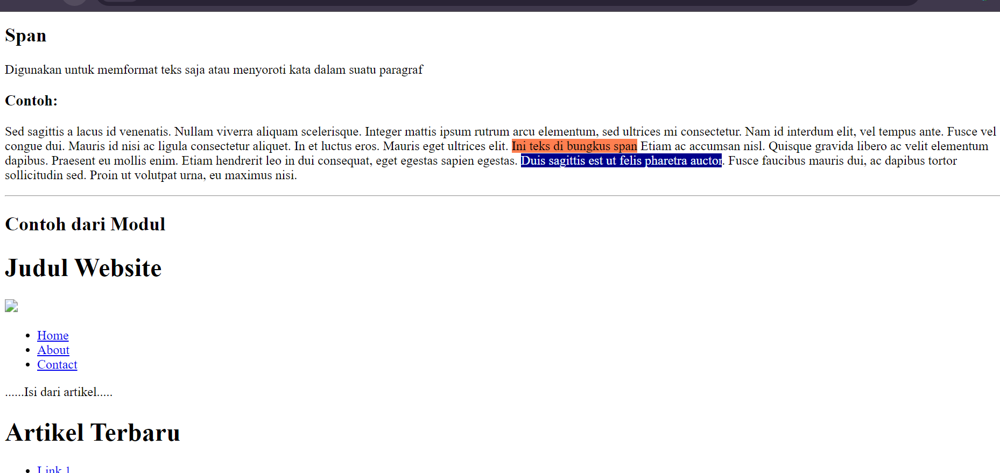 Span
Digunakan untuk memformat teks saja atau menyoroti kata dalam suatu paragraf
Contoh:
Sed sagittis a lacus id venenatis. Nullam viverra aliquam scelerisque. Integer mattis ipsum rutrum arcu elementum, sed ultrices mi consectetur. Nam id interdum elit, vel tempus ante. Fusce vel
congue dui. Mauris id nisi ac ligula consectetur aliquet. In et luctus eros. Mauris eget ultrices elit. Ini teks di bungkus span Etiam ac accumsan nisl. Quisque gravida libero ac velit elementum
dapibus. Praesent eu mollis enim. Etiam hendrerit leo in dui consequat, eget egestas sapien egestas. Duis sagittis est ut felis pharetra auctor. Fusce faucibus mauris dui, ac dapibus tortor
sollicitudin sed. Proin ut volutpat urna, eu maximus nisi.
Contoh dari Modul
Judul Website
Home
About
Contact
......Isi dari artikel.....
Artikel Terbaru
Link 1